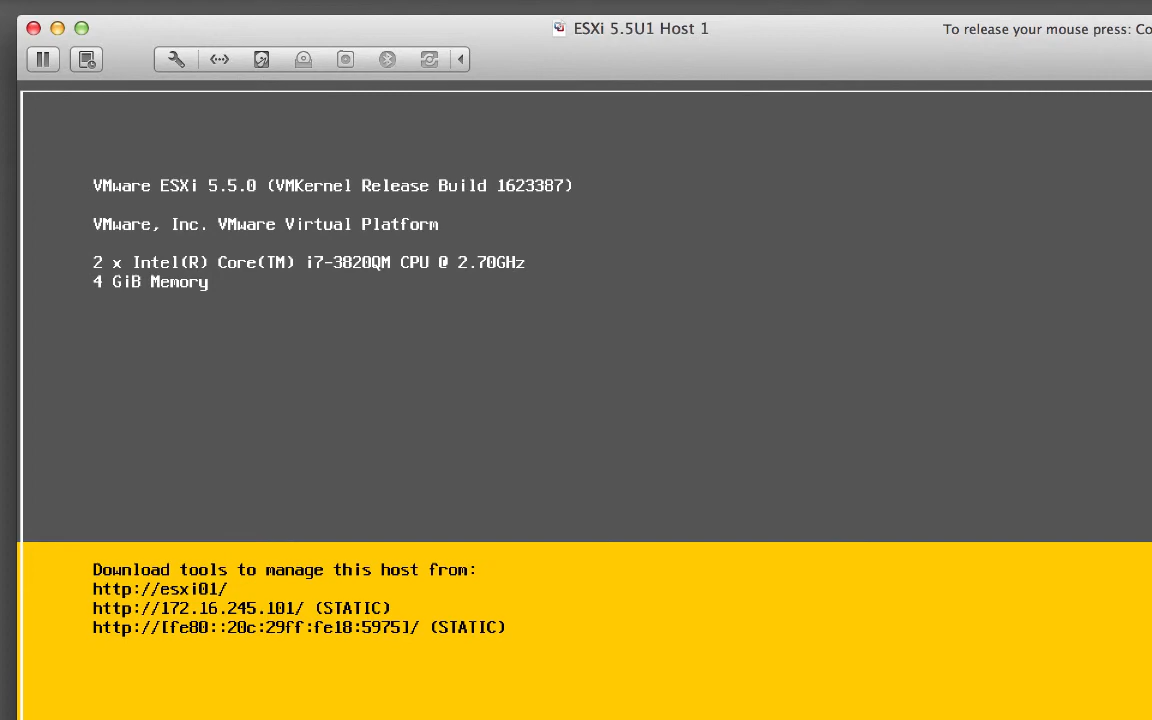 ESXi 5.5U1 Host 1
To release your mouse press: Co
VMware ESXi 5.5.0 (VMKernel Release Build 1623387)
VMware, Inc. VMware Virtual Platform
2 x Intel(R) Core(TM) i7-3820QM CPU @ 2.70GHz
4 GiB Memory
Download tools to manage this host from:
http://esxi01/
http://172.16.245.101/ (STATIC)
http://[fe80::20c:29ff:fe18:5975]/ (STATIC)